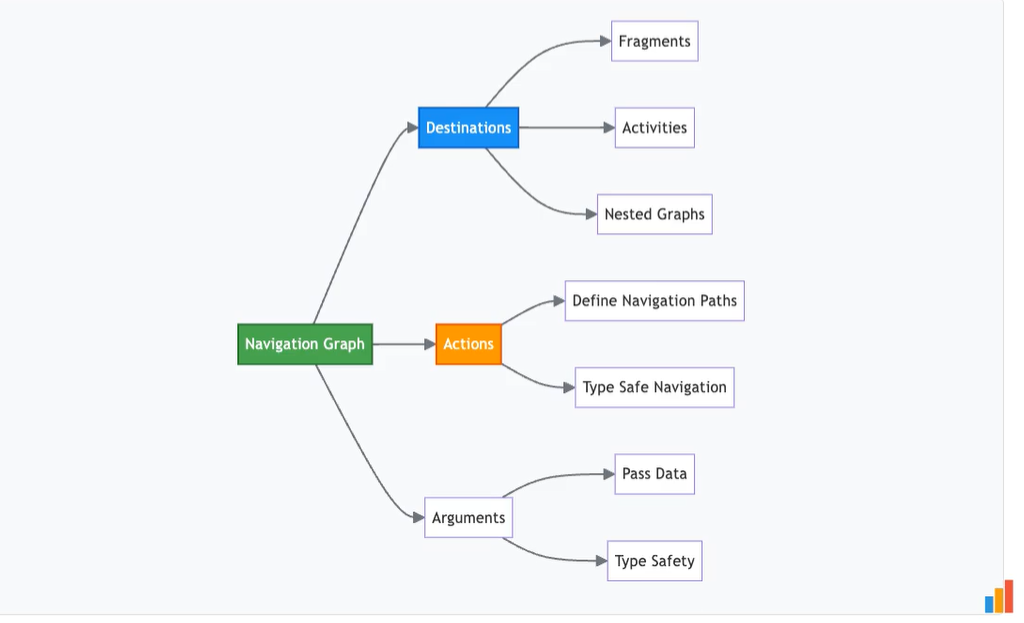 Fragments
Destinations
Activities
Nested Graphs
Define Navigation Paths
Navigation Graph
Actions
Type Safe Navigation
Pass Data
Arguments
Type Safety